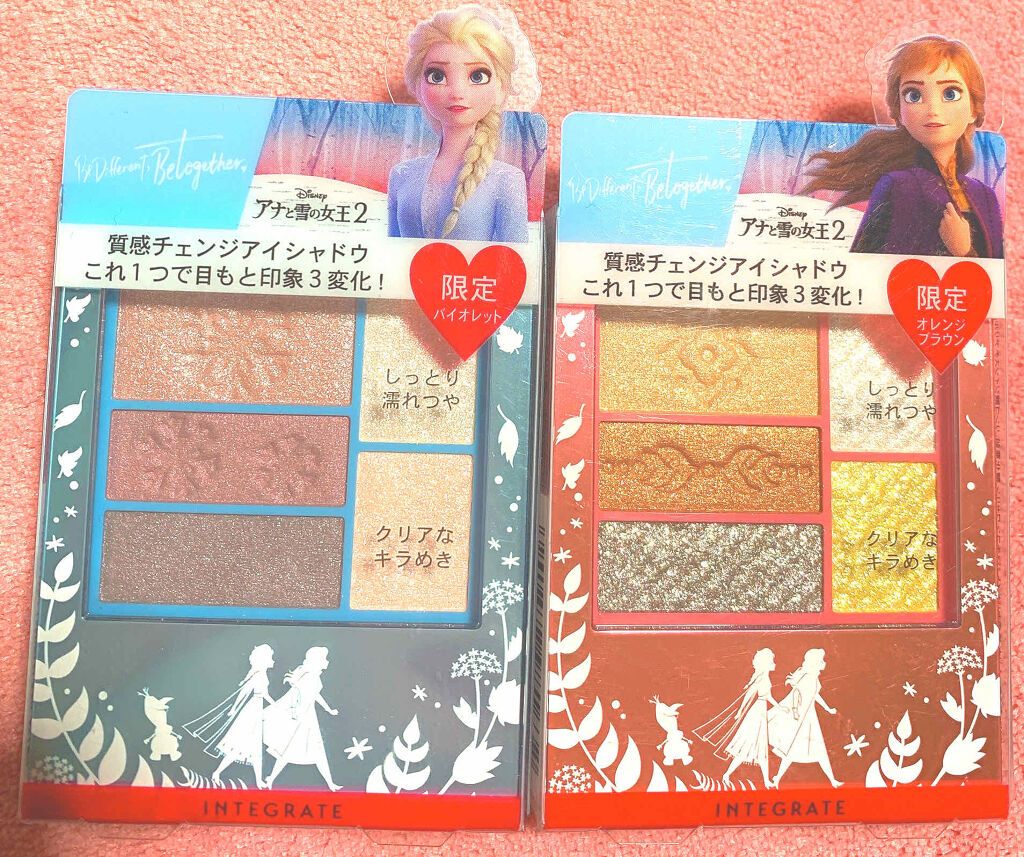 Be Different, Be together.
Disney
アナと雪の女王2
質感チェンジアイシャドウ
これ1つで目もと印象3変化!
限定
バイオレット
しっとり
濡れつや
クリアな
キラめき
INTEGRATE
Be Different, Be together.
Disney
アナと雪の女王2
質感チェンジアイシャドウ
これ1つで目もと印象3変化!
限定
オレンジ
ブラウン
しっとり
濡れつや
クリアな
キラめき
INTEGRATE